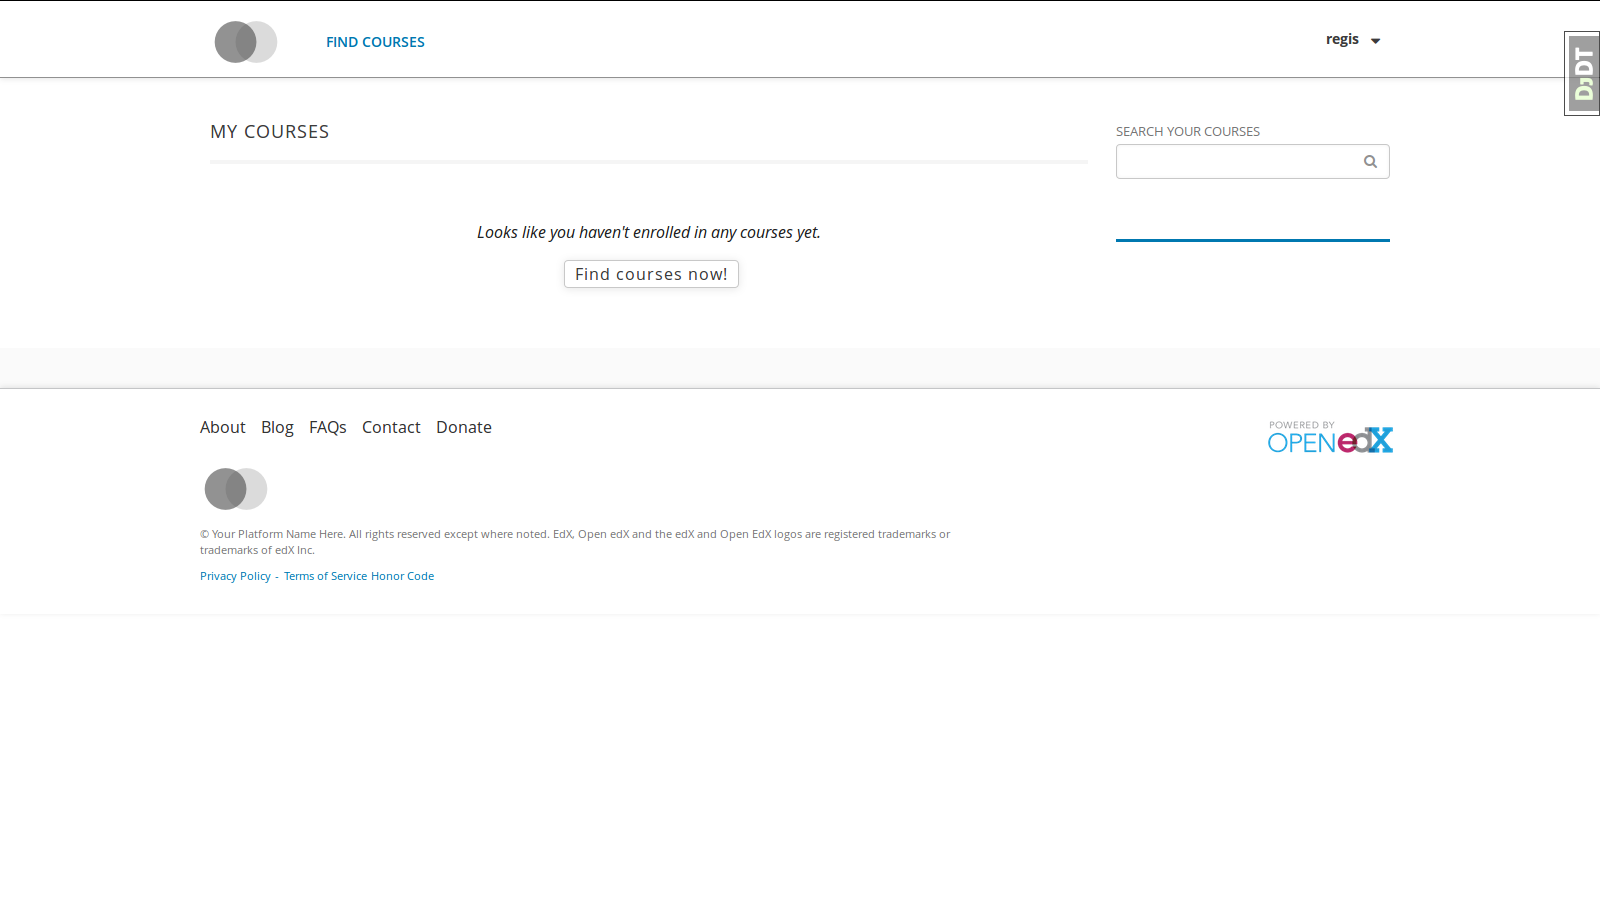 FIND COURSES
regis
DjDT
MY COURSES
SEARCH YOUR COURSES
Looks like you haven't enrolled in any courses yet.
Find courses now!
About Blog FAQs Contact Donate
POWERED BY
OPEN edX
© Your Platform Name Here. All rights reserved except where noted. EdX, Open edX and the edX and Open EdX logos are registered trademarks or
trademarks of edX Inc.
Privacy Policy - Terms of Service Honor Code